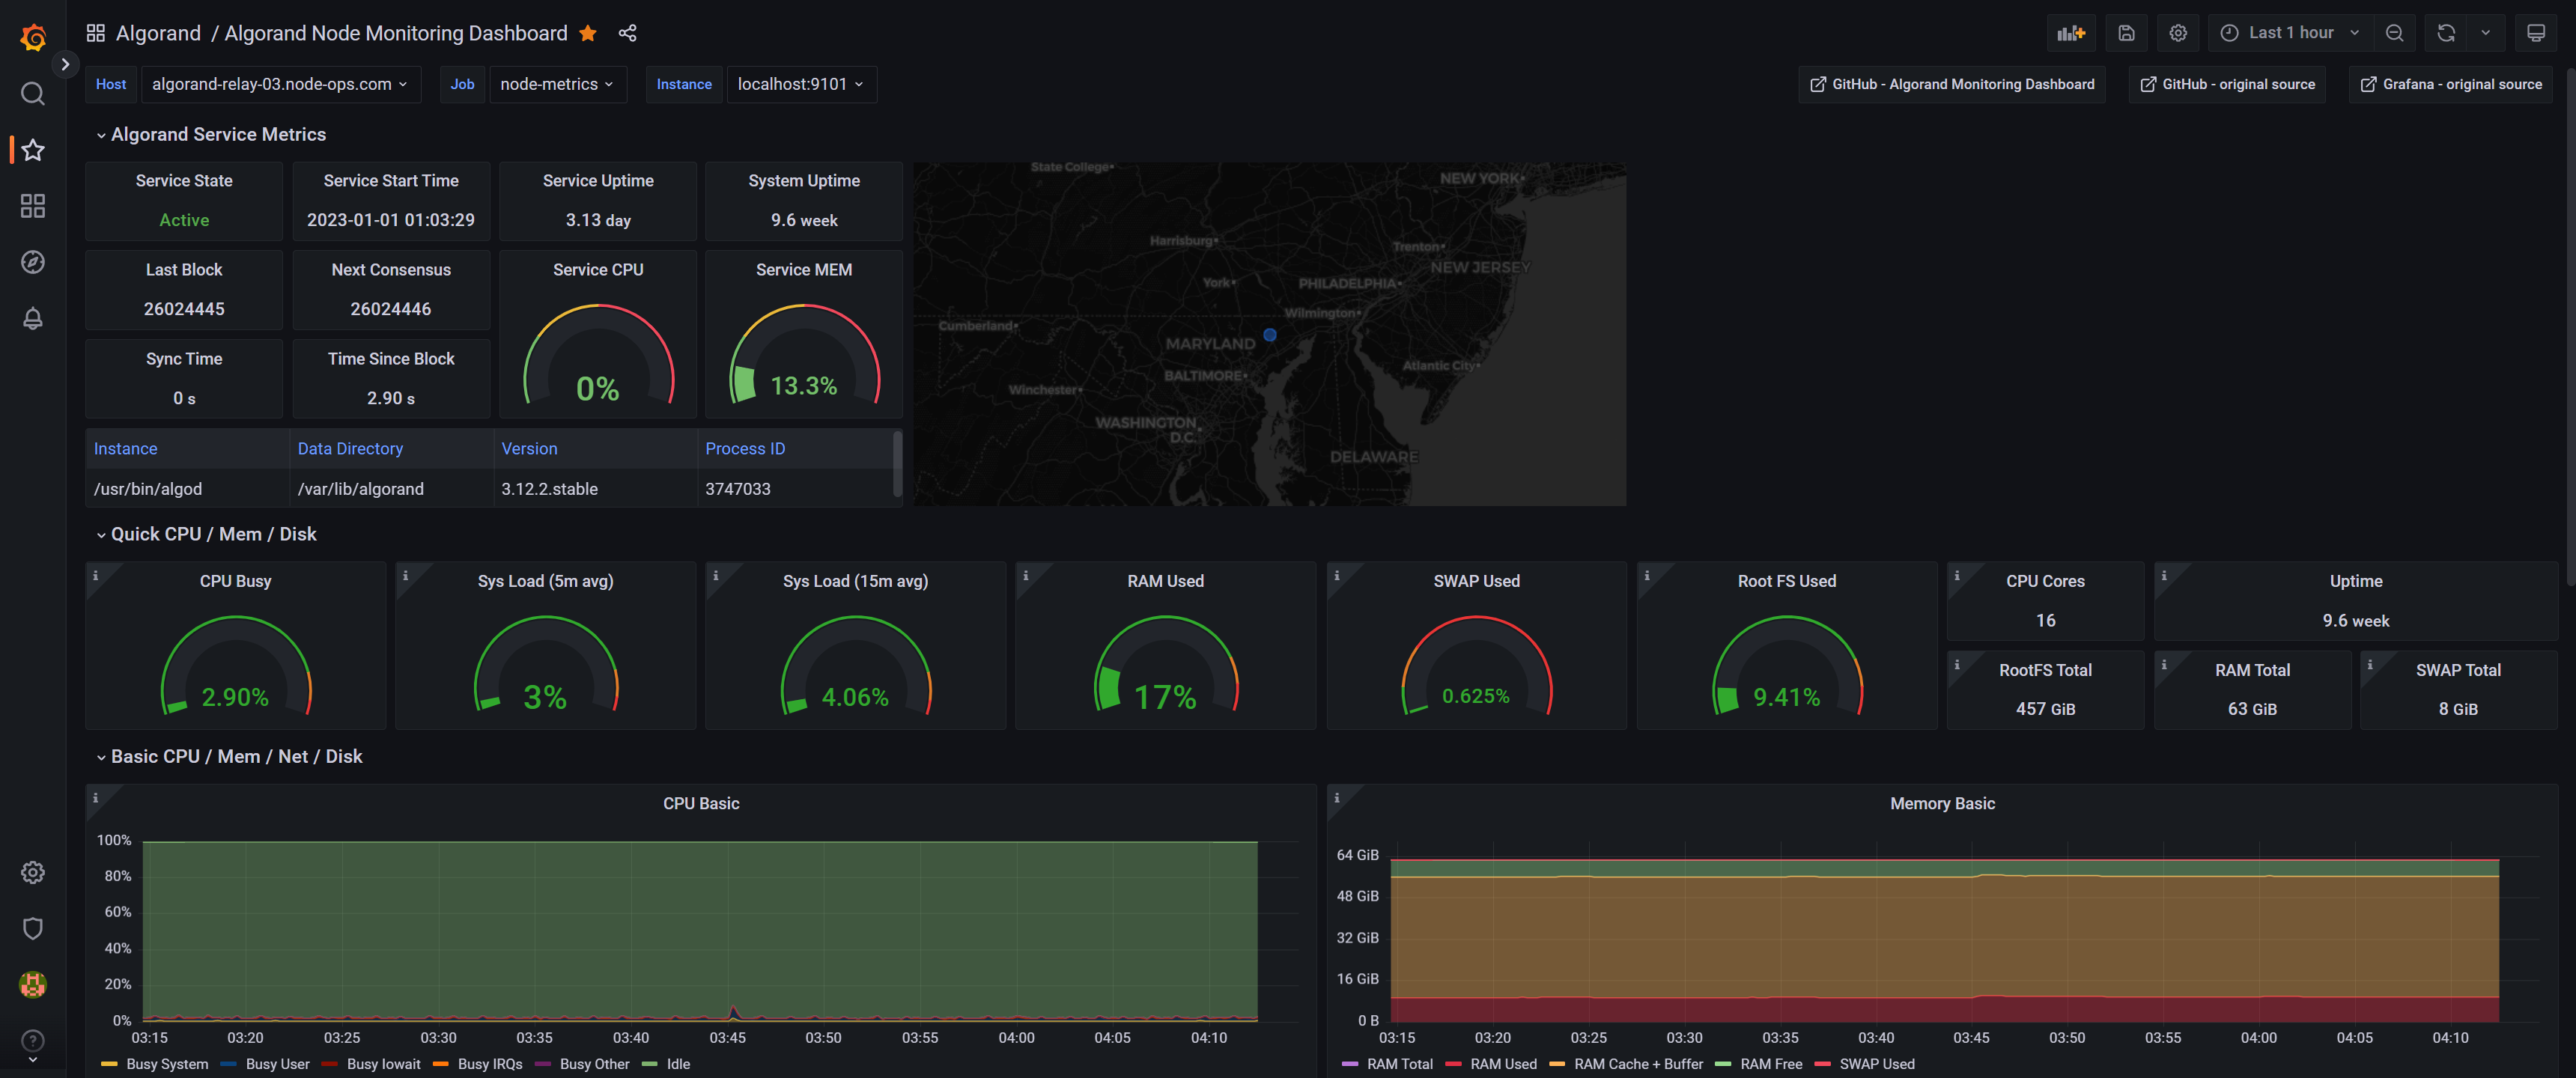 Algorand / Algorand Node Monitoring Dashboard
Last 1 hour
Host algorand-relay-03.node-ops.com Job node-metrics Instance localhost:9101
GitHub - Algorand Monitoring Dashboard GitHub - original source Grafana - original source
Algorand Service Metrics
Service State
Active
Service Start Time
2023-01-01 01:03:29
Service Uptime
3.13 day
System Uptime
9.6 week
Last Block
26024445
Next Consensus
26024446
Service CPU
0%
Service MEM
13.3%
Sync Time
0 s
Time Since Block
2.90 s
Instance Data Directory Version Process ID
/usr/bin/algod /var/lib/algorand 3.12.2.stable 3747033
State College
NEW YORK
Harrisburg
Trenton
NEW JERSEY
York
PHILADELPHIA
Wilmington
Cumberland
MARYLAND
Atlantic City
BALTIMORE
Winchester
WASHINGTON
D.C.
DELAWARE
Quick CPU / Mem / Disk
CPU Busy
2.90%
Sys Load (5m avg)
3%
Sys Load (15m avg)
4.06%
RAM Used
17%
SWAP Used
0.625%
Root FS Used
9.41%
CPU Cores
16
Uptime
9.6 week
RootFS Total
457 GiB
RAM Total
63 GiB
SWAP Total
8 GiB
Basic CPU / Mem / Net / Disk
CPU Basic
100%
80%
60%
40%
20%
0%
03:15 03:20 03:25 03:30 03:35 03:40 03:45 03:50 03:55 04:00 04:05 04:10
Busy System Busy User Busy Iowait Busy IRQs Busy Other Idle
Memory Basic
64 GiB
48 GiB
32 GiB
16 GiB
0 B
03:15 03:20 03:25 03:30 03:35 03:40 03:45 03:50 03:55 04:00 04:05 04:10
RAM Total RAM Used RAM Cache + Buffer RAM Free SWAP Used